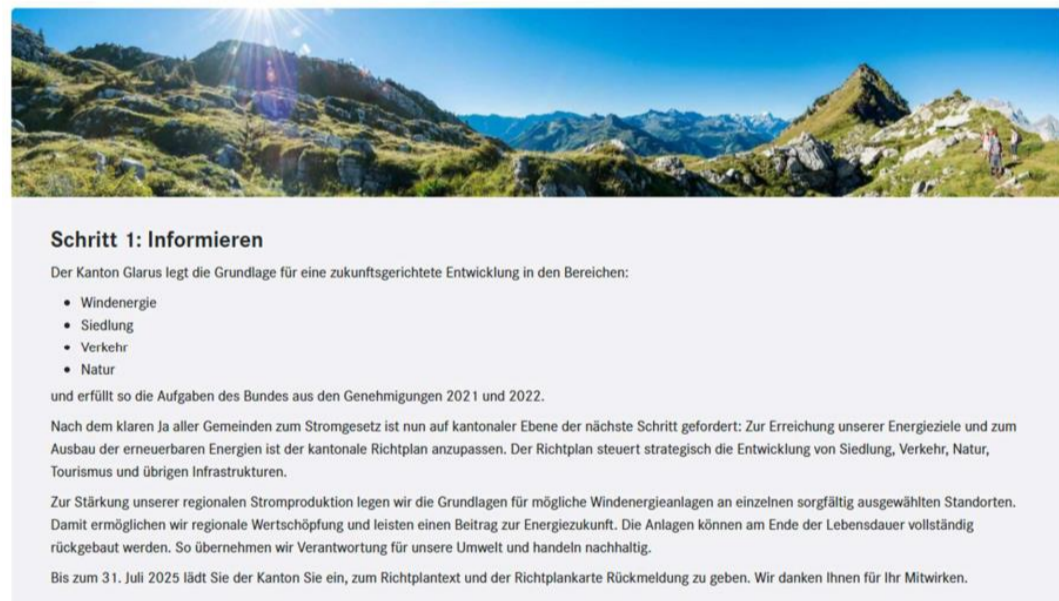 Schritt 1: Informieren
Der Kanton Glarus legt die Grundlage für eine zukunftsgerichtete Entwicklung in den Bereichen:
• Windenergie
• Siedlung
• Verkehr
• Natur
und erfüllt so die Aufgaben des Bundes aus den Genehmigungen 2021 und 2022.
Nach dem klaren Ja aller Gemeinden zum Stromgesetz ist nun auf kantonaler Ebene der nächste Schritt gefordert: Zur Erreichung unserer Energieziele und zum
Ausbau der erneuerbaren Energien ist der kantonale Richtplan anzupassen. Der Richtplan steuert strategisch die Entwicklung von Siedlung, Verkehr, Natur,
Tourismus und übrigen Infrastrukturen.
Zur Stärkung unserer regionalen Stromproduktion legen wir die Grundlagen für mögliche Windenergieanlagen an einzelnen sorgfältig ausgewählten Standorten.
Damit ermöglichen wir regionale Wertschöpfung und leisten einen Beitrag zur Energiezukunft. Die Anlagen können am Ende der Lebensdauer vollständig
rückgebaut werden. So übernehmen wir Verantwortung für unsere Umwelt und handeln nachhaltig.
Bis zum 31. Juli 2025 lädt Sie der Kanton Sie ein, zum Richtplantext und der Richtplankarte Rückmeldung zu geben. Wir danken Ihnen für Ihr Mitwirken.